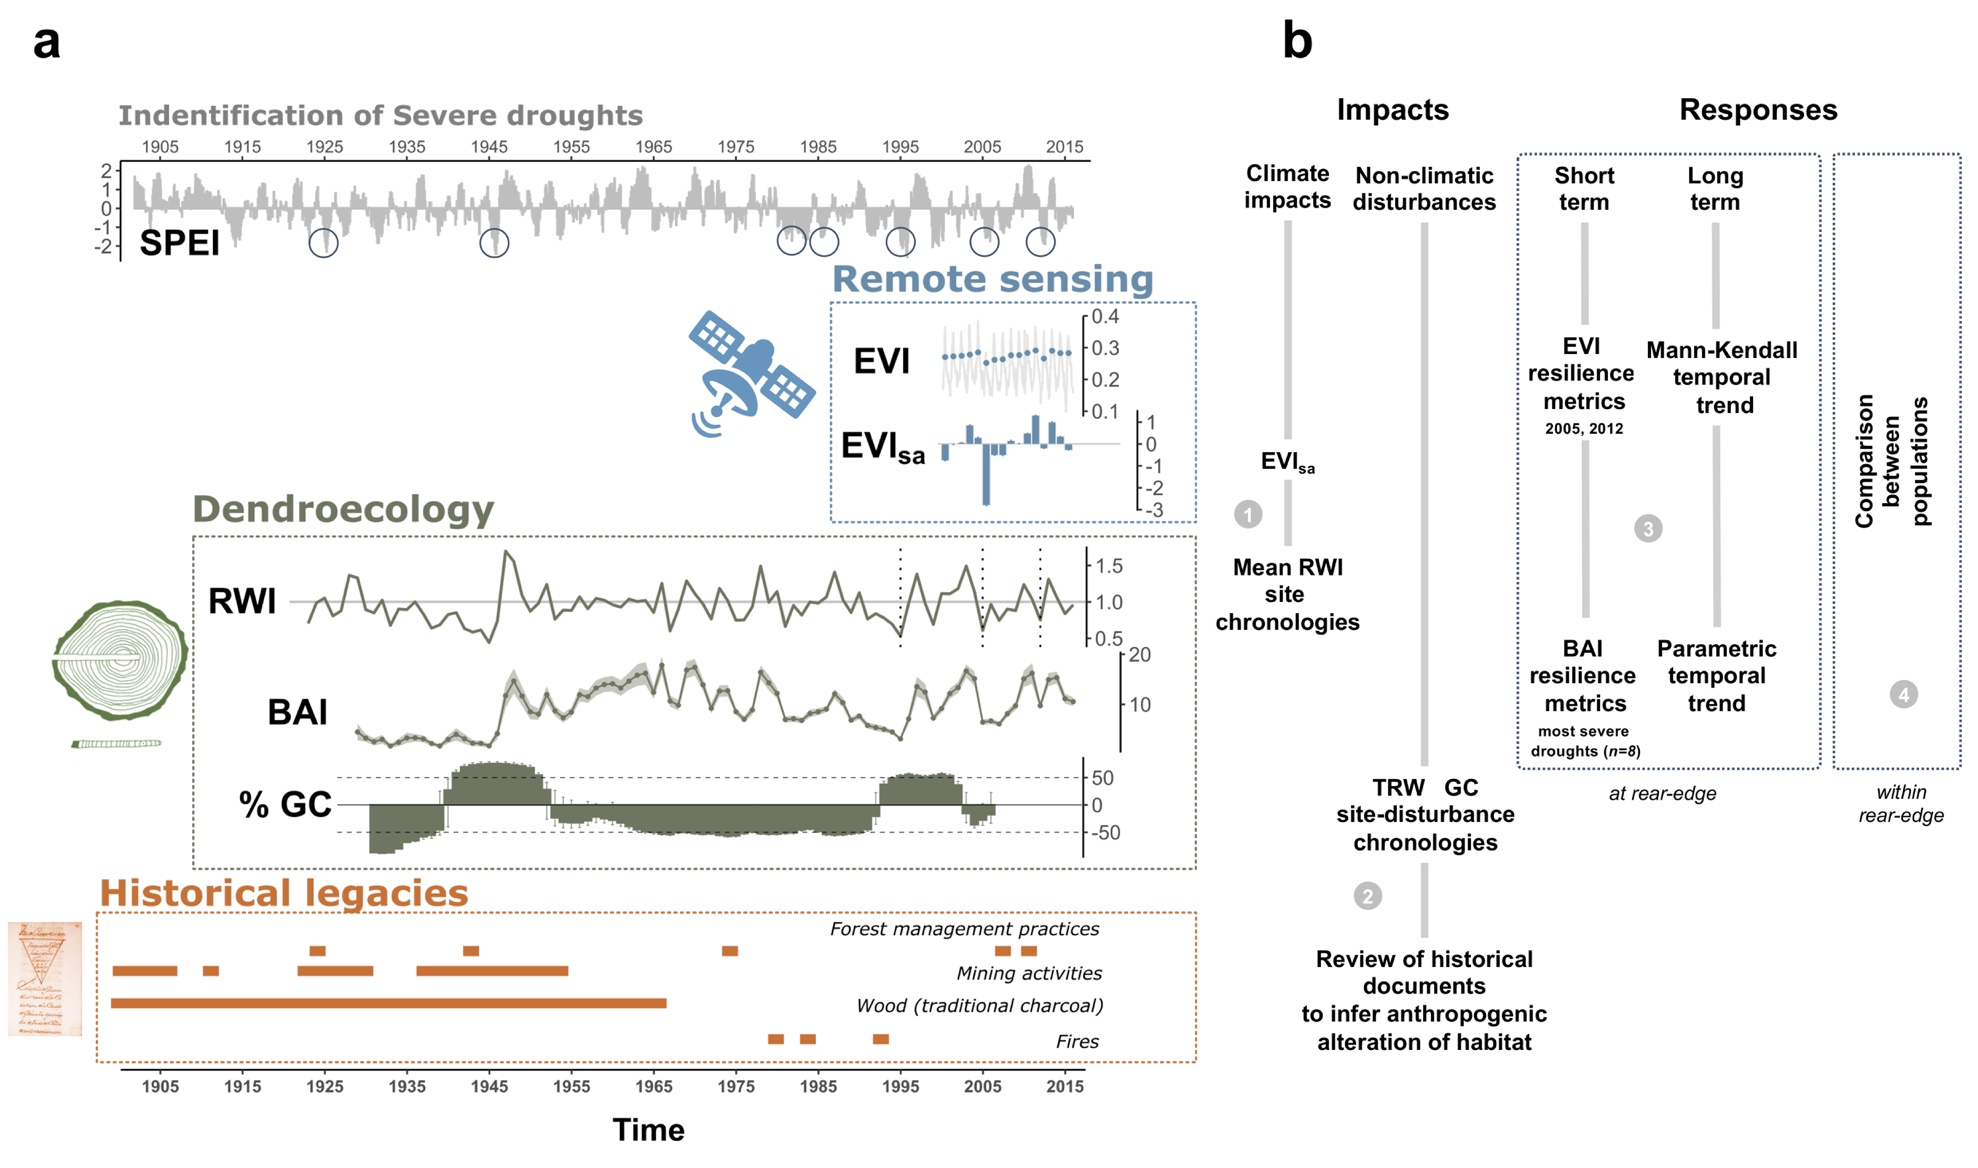 a
Indentification of Severe droughts
1905 1915 1925 1935 1945 1955 1965 1975 1985 1995 2005 2015
2
1
0
-1
-2
SPEI
Remote sensing
EVI
0.4
0.3
0.2
0.1
EVIsa
1
0
-1
-2
-3
Dendroecology
RWI
1.5
1.0
0.5
BAI
20
10
% GC
50
0
-50
Historical legacies
Forest management practices
Mining activities
Wood (traditional charcoal)
Fires
1905 1915 1925 1935 1945 1955 1965 1975 1985 1995 2005 2015
Time
b
Impacts
Climate
impacts
Non-climatic
disturbances
EVIsa
1
Mean RWI
site
chronologies
TRW GC
site-disturbance
chronologies
2
Review of historical
documents
to infer anthropogenic
alteration of habitat
Responses
Short
term
Long
term
EVI
resilience
metrics
2005, 2012
Mann-Kendall
temporal
trend
3
BAI
resilience
metrics
most severe
droughts (n=8)
Parametric
temporal
trend
at rear-edge
Comparison
between
populations
4
within
rear-edge